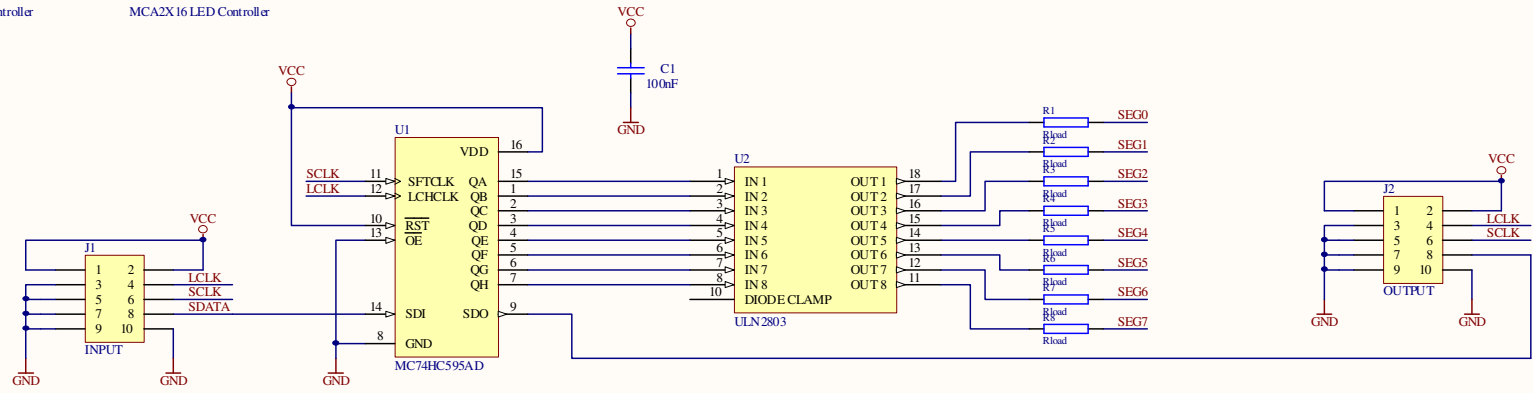 ntroller
MCA2X16 LED Controller
VCC
C1
100nF
GND
VCC
U1
VDD 16
11 SFTCLK QA 15
12 LCHCLK QB 1
QC 2
10 RST QD 3
13 OE QE 4
QF 5
QG 6
QH 7
14 SDI SDO 9
8 GND
MC74HC595AD
SCLK
LCLK
GND
VCC
J1
1 2
3 4
5 6
7 8
9 10
INPUT
LCLK
SCLK
SDATA
GND
GND
U2
1 IN 1 OUT 1 18
2 IN 2 OUT 2 17
3 IN 3 OUT 3 16
4 IN 4 OUT 4 15
5 IN 5 OUT 5 14
6 IN 6 OUT 6 13
7 IN 7 OUT 7 12
8 IN 8 OUT 8 11
10 DIODE CLAMP
ULN2803
R1
Rload
SEG0
R2
Rload
SEG1
R3
Rload
SEG2
R4
Rload
SEG3
R5
Rload
SEG4
R6
Rload
SEG5
R7
Rload
SEG6
R8
Rload
SEG7
VCC
J2
1 2
3 4
5 6
7 8
9 10
OUTPUT
LCLK
SCLK
GND
GND